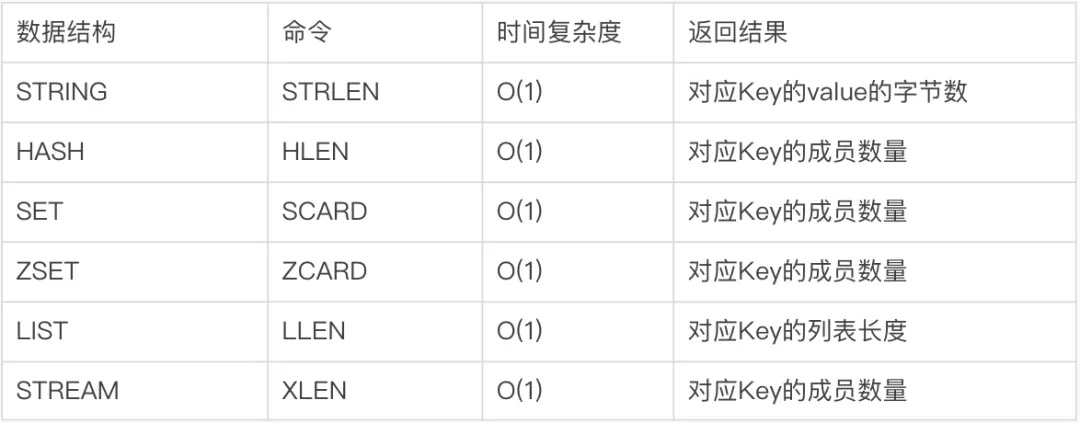 数据结构 命令 时间复杂度 返回结果
STRING STRLEN O(1) 对应Key的value的字节数
HASH HLEN O(1) 对应Key的成员数量
SET SCARD O(1) 对应Key的成员数量
ZSET ZCARD O(1) 对应Key的成员数量
LIST LLEN O(1) 对应Key的列表长度
STREAM XLEN O(1) 对应Key的成员数量